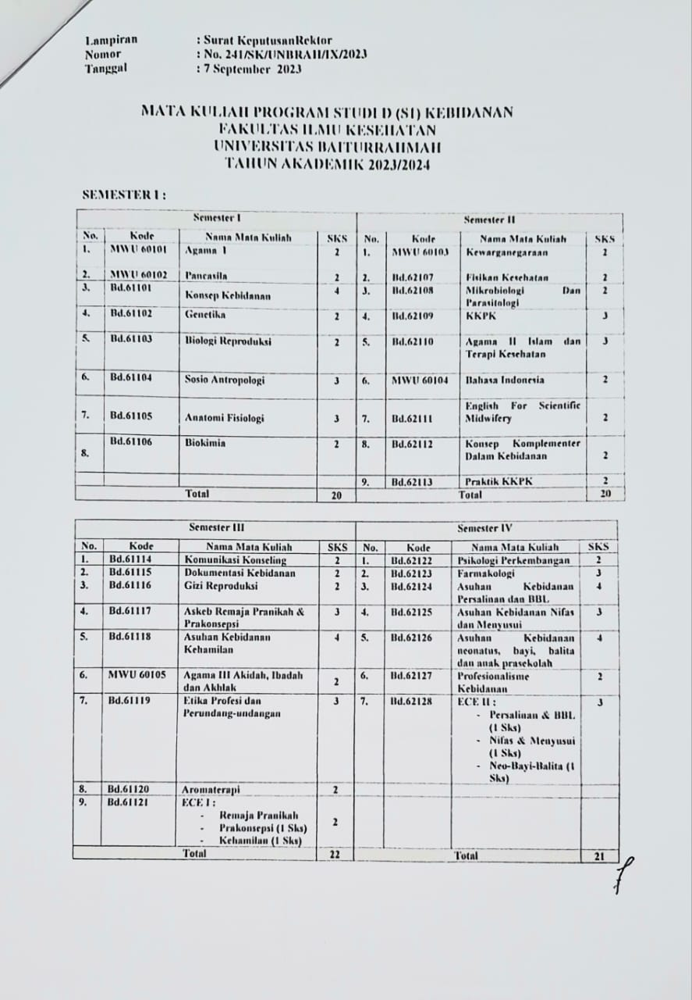 Lampiran : Surat KeputusanRektor
Nomor : No. 241/SK/UNBRAH/IX/2023
Tanggal : 7 September 2023
MATA KULIAH PROGRAM STUDI D (S1) KEBIDANAN
FAKULTAS ILMU KESEHATAN
UNIVERSITAS BAITURRAHMAH
TAHUN AKADEMIK 2023/2024
SEMESTER I :
Semester I Semester II
No. Kode Nama Mata Kuliah SKS No. Kode Nama Mata Kuliah SKS
1. MWU 60101 Agama I 2 1. MWU 60103 Kewarganegaraan 2
2. MWU 60102 Pancasila 2 2. Bd.62107 Fisikan Kesehatan 2
3. Bd.61101 Konsep Kebidanan 4 3. Bd.62108 Mikrobiologi Dan 2
Parasitologi
4. Bd.61102 Genetika 2 4. Bd.62109 KKPK 3
5. Bd.61103 Biologi Reproduksi 2 5. Bd.62110 Agama II Islam dan 3
Terapi Kesehatan
6. Bd.61104 Sosio Antropologi 3 6. MWU 60104 Bahasa Indonesia 2
English For Scientific
7. Bd.61105 Anatomi Fisiologi 3 7. Bd.62111 Midwifery 2
8. Bd.61106 Biokimia 2 8. Bd.62112 Konsep Komplementer
Dalam Kebidanan 2
9. Bd.62113 Praktik KKPK 2
Total 20 Total 20
Semester III Semester IV
No. Kode Nama Mata Kuliah SKS No. Kode Nama Mata Kuliah SKS
1. Bd.61114 Komunikasi Konseling 2 1. Bd.62122 Psikologi Perkembangan 2
2. Bd.61115 Dokumentasi Kebidanan 2 2. Bd.62123 Farmakologi 3
3. Bd.61116 Gizi Reproduksi 2 3. Bd.62124 Asuhan Kebidanan 4
Persalinan dan BBL
4. Bd.61117 Askeb Remaja Pranikah & 3 4. Bd.62125 Asuhan Kebidanan Nifas 3
Prakonsepsi dan Menyusui
5. Bd.61118 Asuhan Kebidanan 4 5. Bd.62126 Asuhan Kebidanan 4
Kehamilan neonatus, bayi, balita
dan anak prasekolah
6. MWU 60105 Agama III Akidah, Ibadah 2 6. Bd.62127 Profesionalisme 2
dan Akhlak Kebidanan
7. Bd.61119 Etika Profesi dan 3 7. Bd.62128 ECE II : 3
Perundang-undangan - Persalinan & BBL
(1 Sks)
- Nifas & Menyusui
(1 Sks)
- Neo-Bayi-Balita (1
Sks)
8. Bd.61120 Aromaterapi 2
9. Bd.61121 ECE I :
- Remaja Pranikah
- Prakonsepsi (1 Sks) 2
- Kehamilan (1 Sks)
Total 22 Total 21